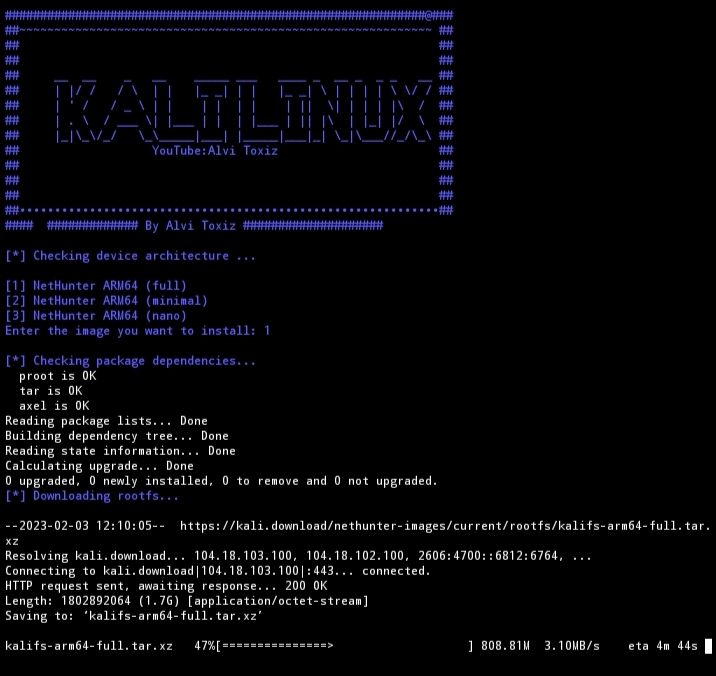 KALILINUX
YouTube:Alvi Toxiz
#### ############# By Alvi Toxiz ####################
[*] Checking device architecture ...
[1] NetHunter ARM64 (full)
[2] NetHunter ARM64 (minimal)
[3] NetHunter ARM64 (nano)
Enter the image you want to install: 1
[*] Checking package dependencies...
proot is OK
tar is OK
axel is OK
Reading package lists... Done
Building dependency tree... Done
Reading state information... Done
Calculating upgrade... Done
0 upgraded, 0 newly installed, 0 to remove and 0 not upgraded.
[*] Downloading rootfs...
--2023-02-03 12:10:05--  https://kali.download/nethunter-images/current/rootfs/kalifs-arm64-full.tar.
xz
Resolving kali.download... 104.18.103.100, 104.18.102.100, 2606:4700::6812:6764, ...
Connecting to kali.download|104.18.103.100|:443... connected.
HTTP request sent, awaiting response... 200 OK
Length: 1802892064 (1.7G) [application/octet-stream]
Saving to: ‘kalifs-arm64-full.tar.xz’
kalifs-arm64-full.tar.xz   47%[===============>                    ] 808.81M  3.10MB/s    eta 4m 44s